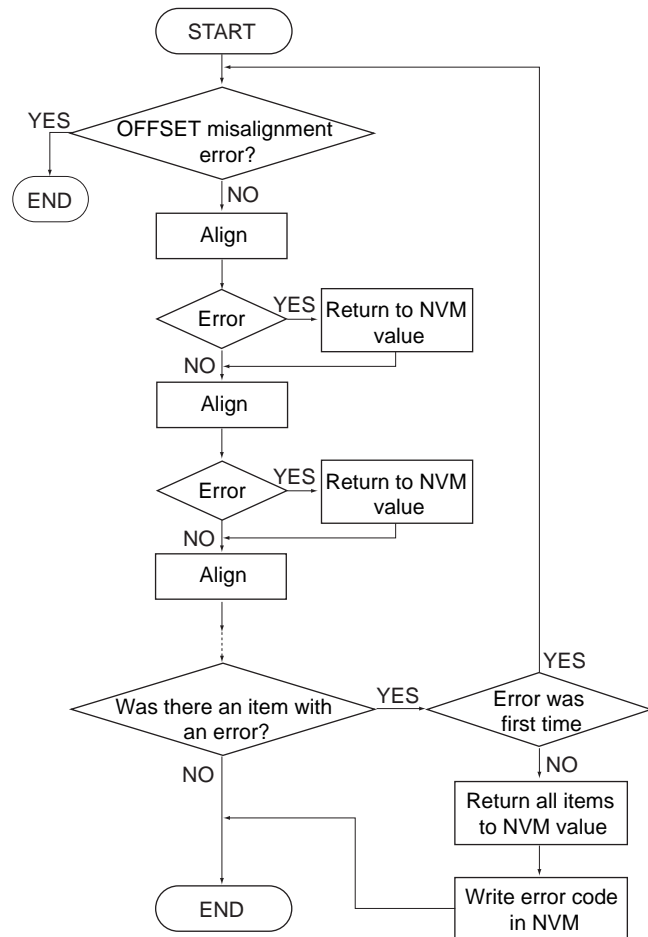 START
YES
OFFSET misalignment
error?
END
NO
Align
Error
YES
Return to NVM
value
NO
Align
Error
YES
Return to NVM
value
NO
Align
Was there an item with
an error?
YES
YES
Error was
first time
NO
NO
Return all items
to NVM value
END
Write error code
in NVM